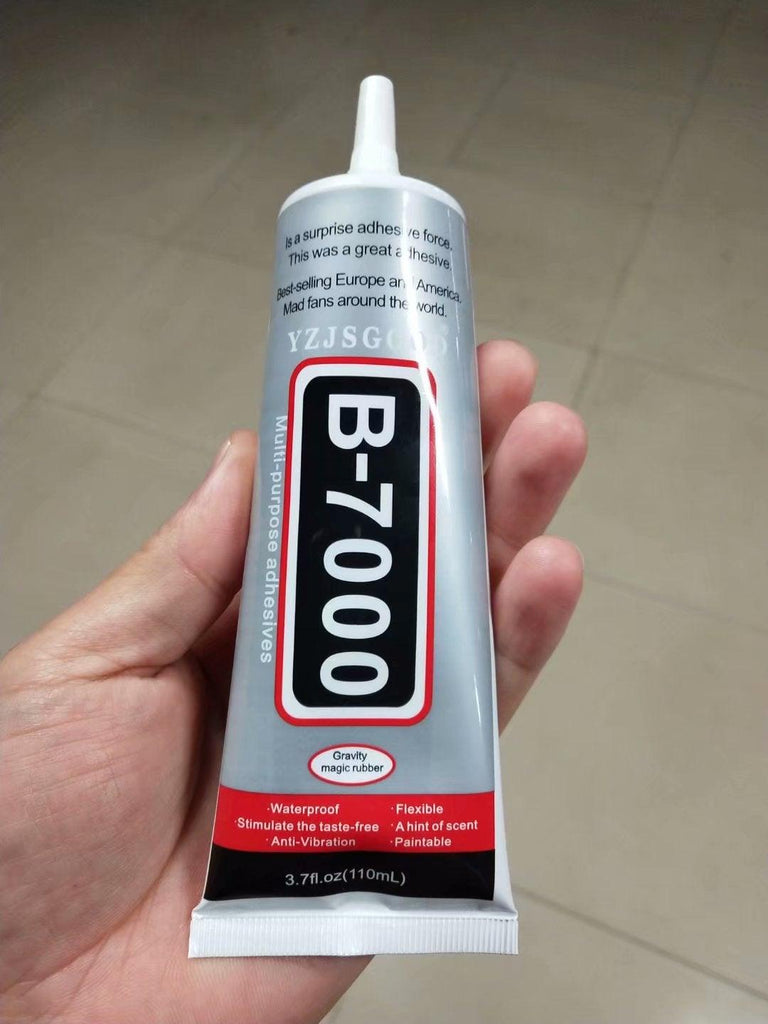 Is a surprise adhesive force.
This was a great adhesive.
Best-selling Europe and America.
Mad fans around the world.
YZJSGOOD
B-7000
Multi-purpose adhesives
Gravity
magic rubber
·Waterproof ·Flexible
·Stimulate the taste-free ·A hint of scent
·Anti-Vibration ·Paintable
3.7fl.oz(110mL)